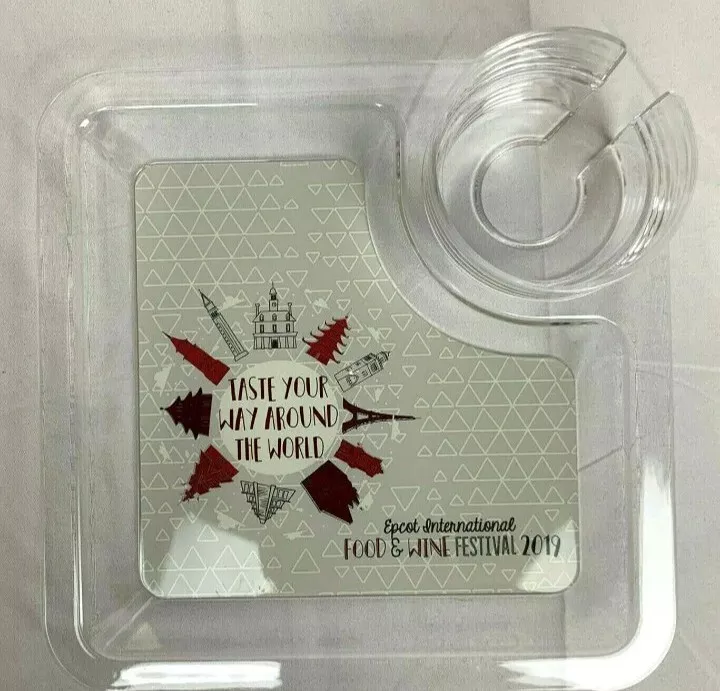 TASTE YOUR
WAY AROUND
THE WORLD
Epcot International
FOOD & WINE FESTIVAL 2019